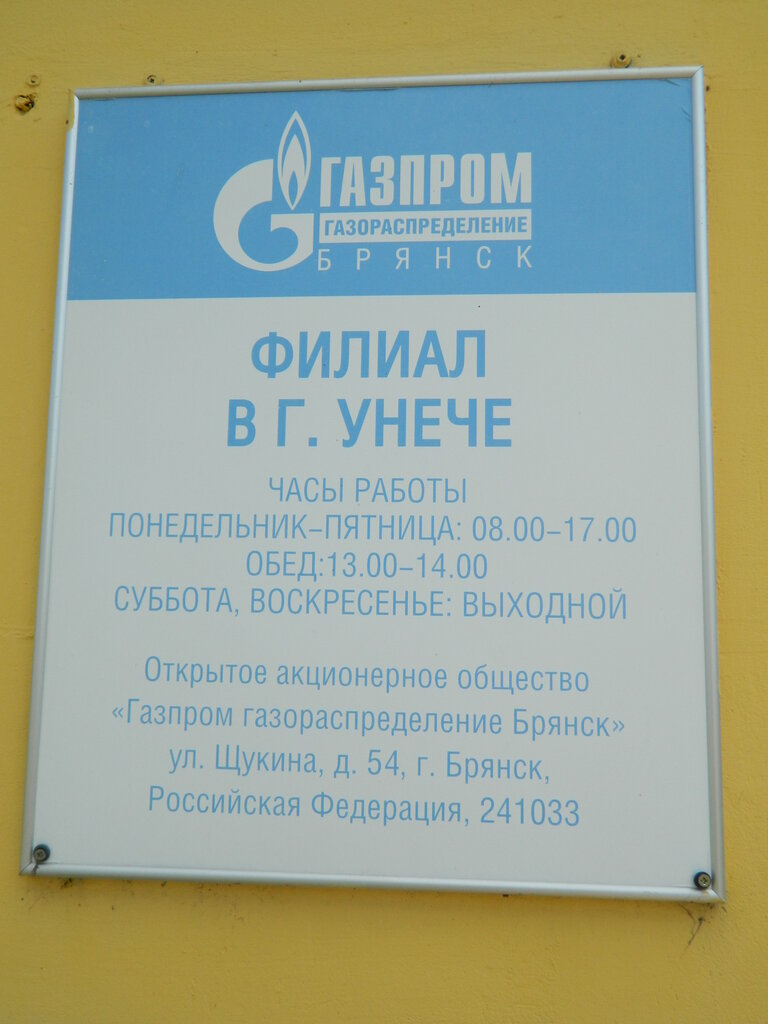 ГАЗПРОМ
ГАЗОРАСПРЕДЕЛЕНИЕ
БРЯНСК
ФИЛИАЛ
В Г. УНЕЧЕ
ЧАСЫ РАБОТЫ
ПОНЕДЕЛЬНИК–ПЯТНИЦА: 08.00–17.00
ОБЕД:13.00–14.00
СУББОТА, ВОСКРЕСЕНЬЕ: ВЫХОДНОЙ
Открытое акционерное общество
«Газпром газораспределение Брянск»
ул. Щукина, д. 54, г. Брянск,
Российская Федерация, 241033